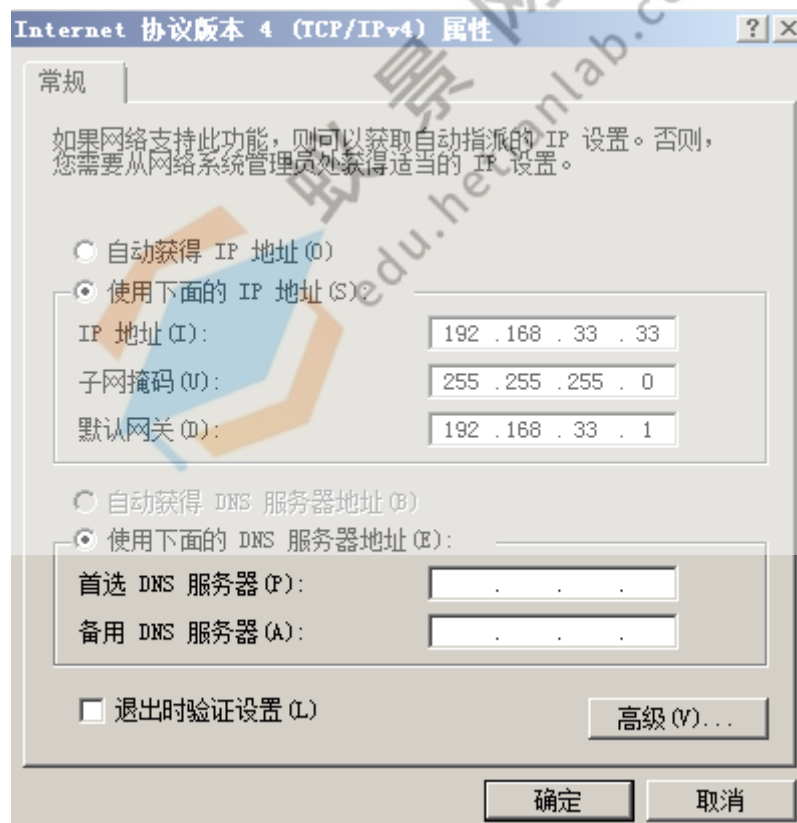 Internet 协议版本 4 (TCP/IPv4) 属性
常规
如果网络支持此功能，则可以获取自动指派的 IP 设置。否则，
您需要从网络系统管理员处获得适当的 IP 设置。
自动获得 IP 地址(O)
使用下面的 IP 地址(S):
IP 地址(I): 192 .168 . 33 . 33
子网掩码(U): 255 .255 .255 . 0
默认网关(D): 192 .168 . 33 . 1
自动获得 DNS 服务器地址(B)
使用下面的 DNS 服务器地址(E):
首选 DNS 服务器(P): . . .
备用 DNS 服务器(A): . . .
退出时验证设置(L)
高级(V)...
确定 取消
蚁景网
edu.hetianlab.co